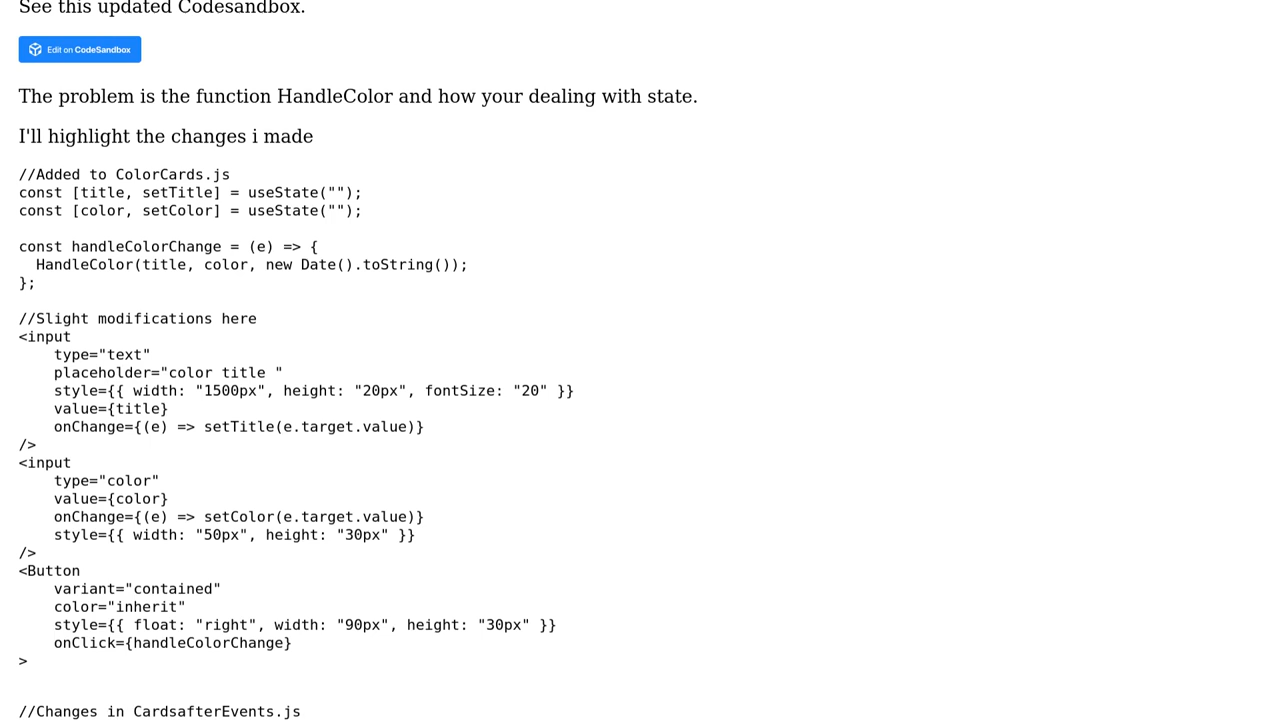 See this updated Codesandbox.
Edit on CodeSandbox
The problem is the function HandleColor and how your dealing with state.
I'll highlight the changes i made
//Added to ColorCards.js
const [title, setTitle] = useState("");
const [color, setColor] = useState("");
const handleColorChange = (e) => {
  HandleColor(title, color, new Date().toString());
};
//Slight modifications here
<input
    type="text"
    placeholder="color title "
    style={{ width: "1500px", height: "20px", fontSize: "20" }}
    value={title}
    onChange={(e) => setTitle(e.target.value)}
/>
<input
    type="color"
    value={color}
    onChange={(e) => setColor(e.target.value)}
    style={{ width: "50px", height: "30px" }}
/>
<Button
    variant="contained"
    color="inherit"
    style={{ float: "right", width: "90px", height: "30px" }}
    onClick={handleColorChange}
>
//Changes in CardsafterEvents.js